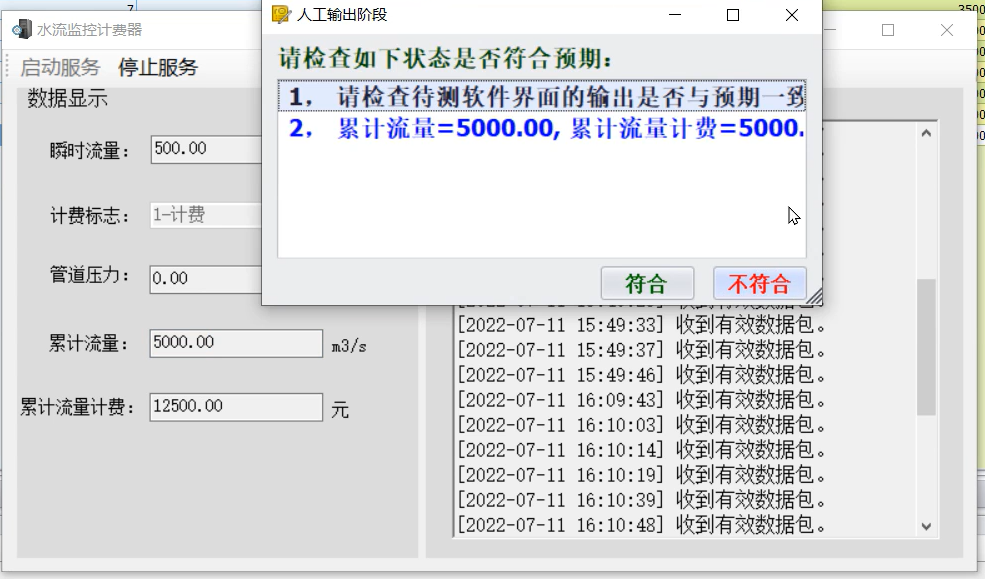 7
3500
水流监控计费器
人工输出阶段
启动服务 停止服务
请检查如下状态是否符合预期：
1， 请检查待测软件界面的输出是否与预期一致
2， 累计流量=5000.00, 累计流量计费=5000.
符合 不符合
数据显示
瞬时流量： 500.00
计费标志： 1-计费
管道压力： 0.00
累计流量： 5000.00 m3/s
累计流量计费： 12500.00 元
[2022-07-11 15:49:33] 收到有效数据包。
[2022-07-11 15:49:37] 收到有效数据包。
[2022-07-11 15:49:46] 收到有效数据包。
[2022-07-11 16:09:43] 收到有效数据包。
[2022-07-11 16:10:03] 收到有效数据包。
[2022-07-11 16:10:14] 收到有效数据包。
[2022-07-11 16:10:19] 收到有效数据包。
[2022-07-11 16:10:39] 收到有效数据包。
[2022-07-11 16:10:48] 收到有效数据包。